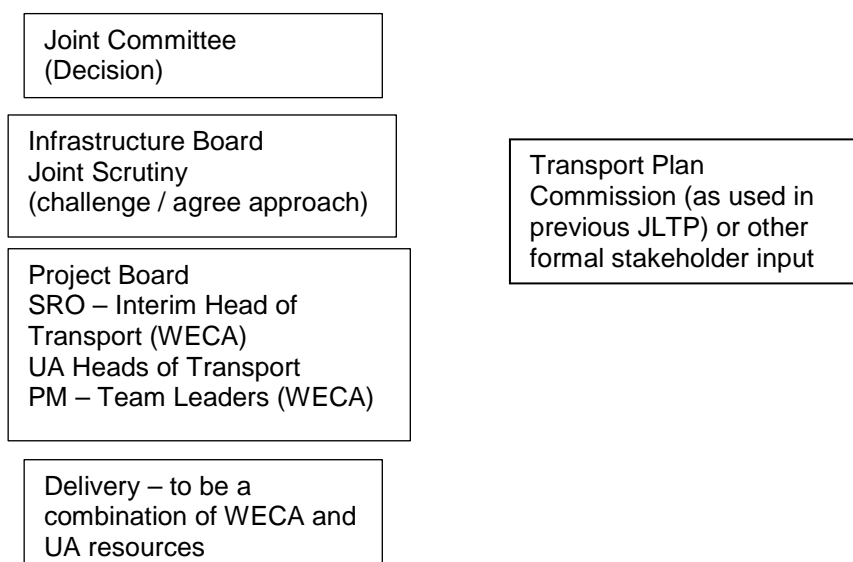 Joint Committee
(Decision)
Infrastructure Board
Joint Scrutiny
(challenge / agree approach)
Transport Plan
Commission (as used in
previous JLTP) or other
formal stakeholder input
Project Board
SRO – Interim Head of
Transport (WECA)
UA Heads of Transport
PM – Team Leaders (WECA)
Delivery – to be a
combination of WECA and
UA resources